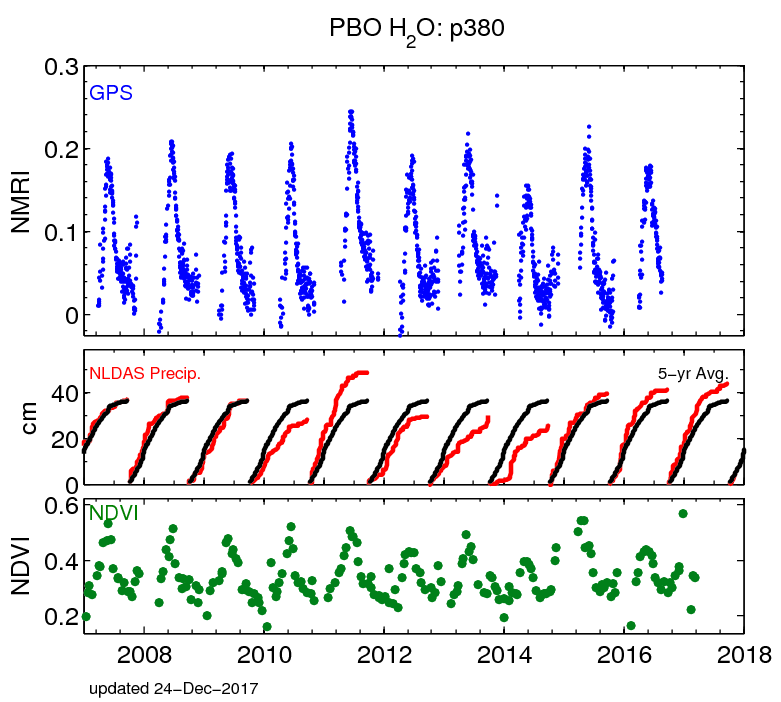 PBO H2O: p380
0.3
GPS
0.2
NMRI
0.1
0
NLDAS Precip.
5−yr Avg.
40
cm
20
0
0.6
NDVI
NDVI
0.4
0.2
2008 2010 2012 2014 2016 2018
updated 24−Dec−2017